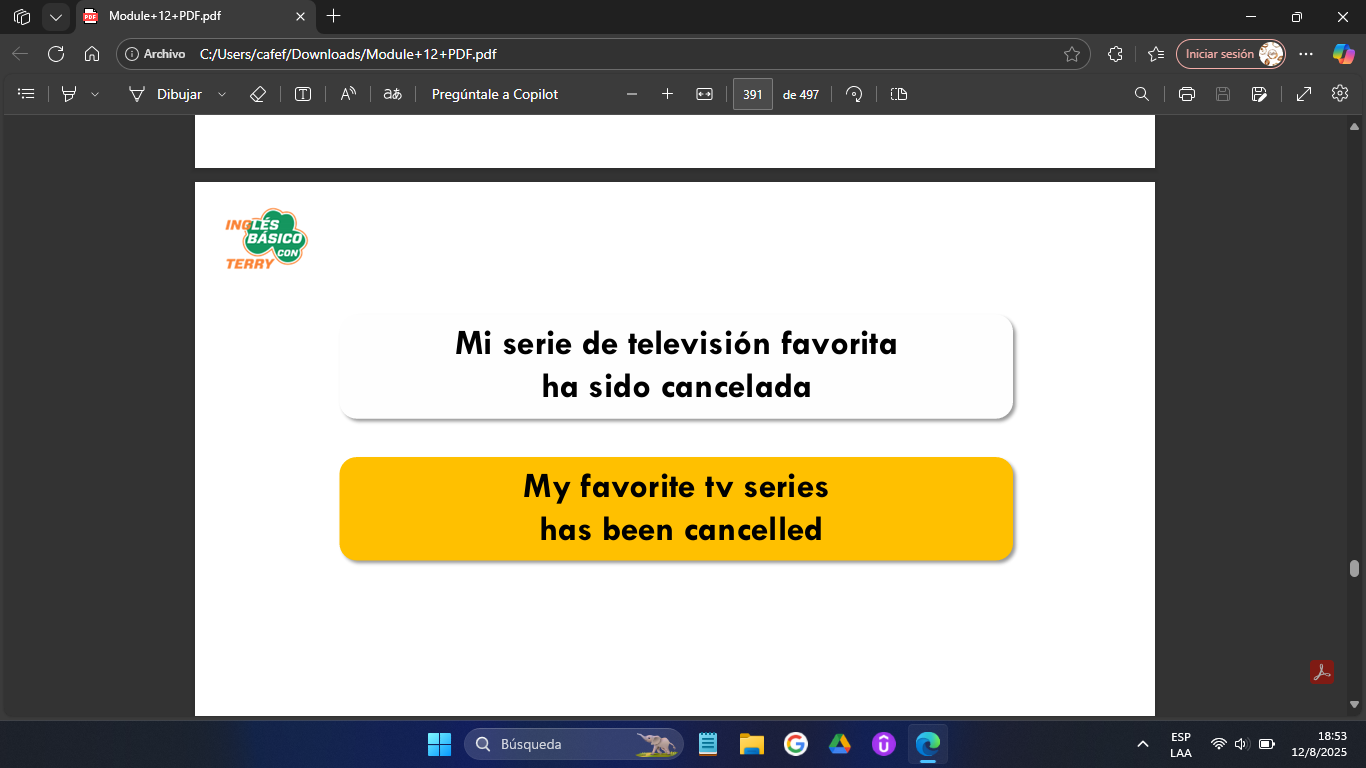 Module+12+PDF.pdf
Archivo C:/Users/cafef/Downloads/Module+12+PDF.pdf
Iniciar sesión
Dibujar
Pregúntale a Copilot
391 de 497
INGLÉS
BÁSICO
CON
TERRY
Mi serie de televisión favorita
ha sido cancelada
My favorite tv series
has been cancelled
Búsqueda
ESP
LAA
18:53
12/8/2025